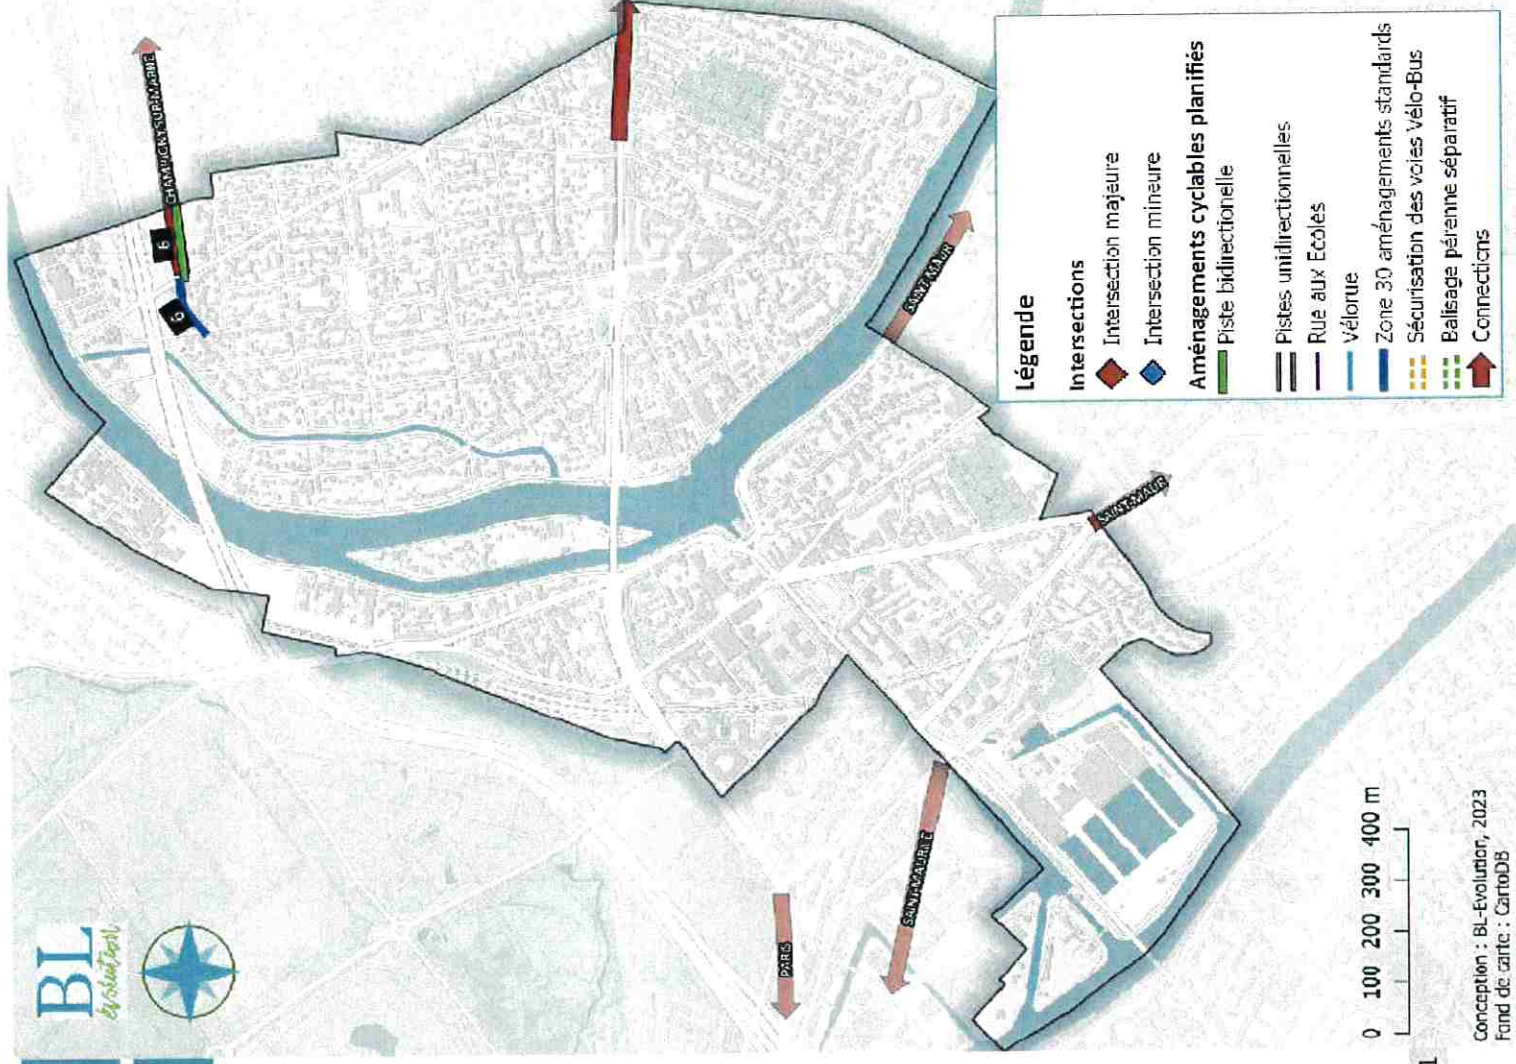 BL
évolution
CHAMPIGNY-SUR-MARNE
6
6
SAINT-MAUR
SAINT-MAUR
SAINT-MAURICE
PARIS
Légende
Intersections
Intersection majeure
Intersection mineure
Aménagements cyclables planifiés
Piste bidirectionelle
Pistes unidirectionnelles
Rue aux Ecoles
Vélorue
Zone 30 aménagements standards
Sécurisation des voies Vélo-Bus
Balisage pérenne séparatif
Connections
0 100 200 300 400 m
Conception : BL-Evolution, 2023
Fond de carte : CartoDB
1